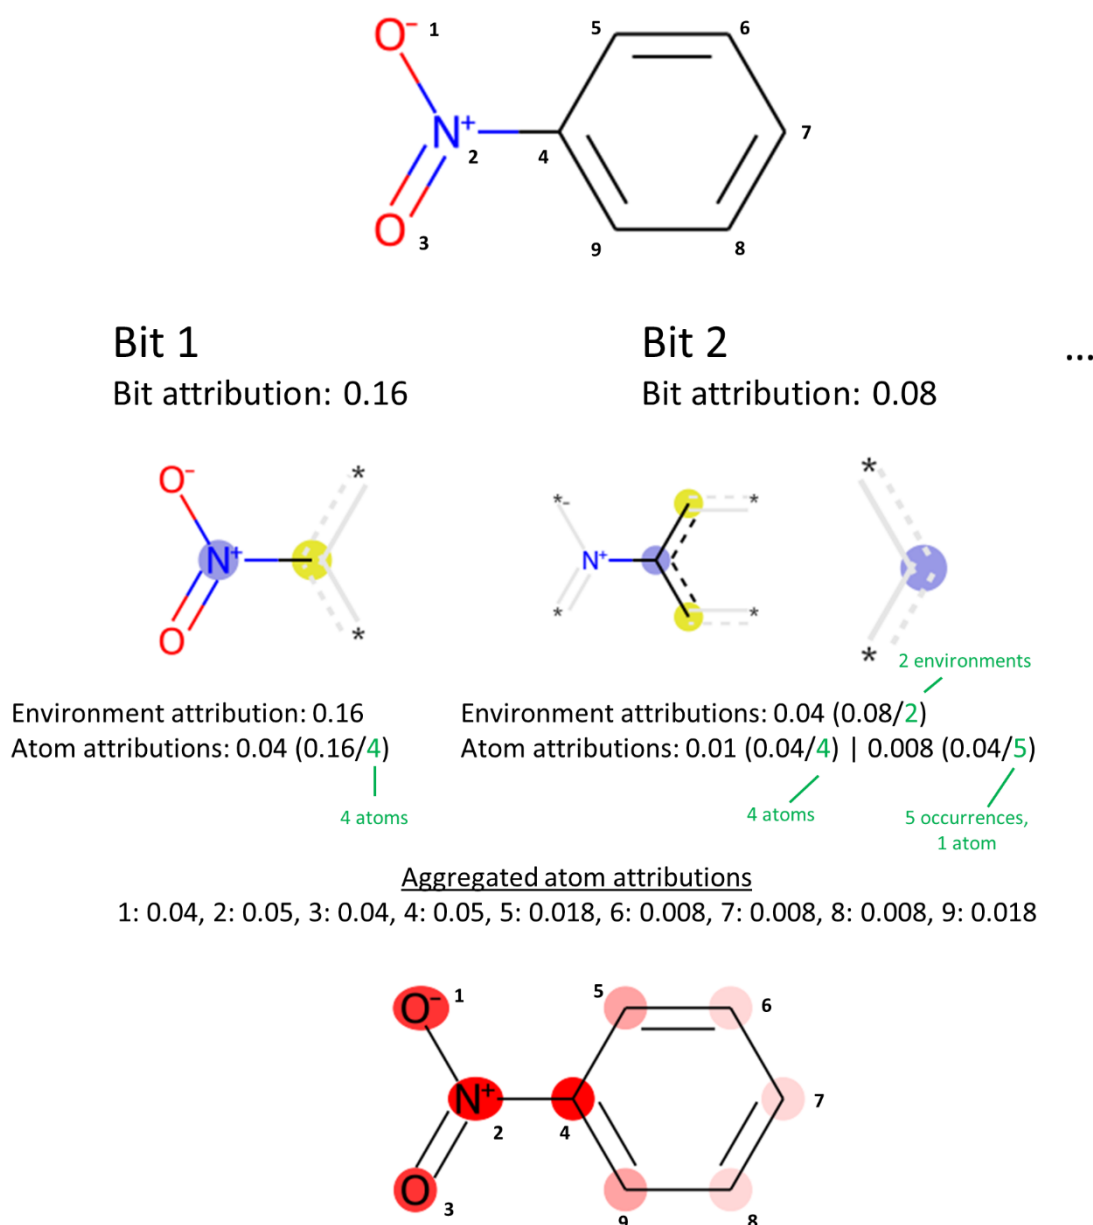 O⁻ 1 5 6
N⁺ 2 4 7
O 3 9 8
Bit 1 Bit 2 ...
Bit attribution: 0.16 Bit attribution: 0.08
O⁻ * *- * *
N⁺ N⁺
O * * * *
2 environments
Environment attribution: 0.16 Environment attributions: 0.04 (0.08/2)
Atom attributions: 0.04 (0.16/4) Atom attributions: 0.01 (0.04/4) | 0.008 (0.04/5)
4 atoms 4 atoms 5 occurrences,
1 atom
Aggregated atom attributions
1: 0.04, 2: 0.05, 3: 0.04, 4: 0.05, 5: 0.018, 6: 0.008, 7: 0.008, 8: 0.008, 9: 0.018
O⁻ 1 5 6
N⁺ 2 4 7
O 3 9 8